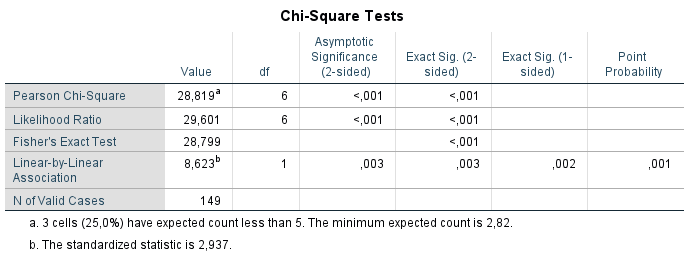 Chi-Square Tests
Value df Asymptotic Significance (2-sided) Exact Sig. (2-sided) Exact Sig. (1-sided) Point Probability
Pearson Chi-Square 28,819a 6 <,001 <,001
Likelihood Ratio 29,601 6 <,001 <,001
Fisher's Exact Test 28,799 <,001
Linear-by-Linear Association 8,623b 1 ,003 ,003 ,002 ,001
N of Valid Cases 149
a. 3 cells (25,0%) have expected count less than 5. The minimum expected count is 2,82.
b. The standardized statistic is 2,937.